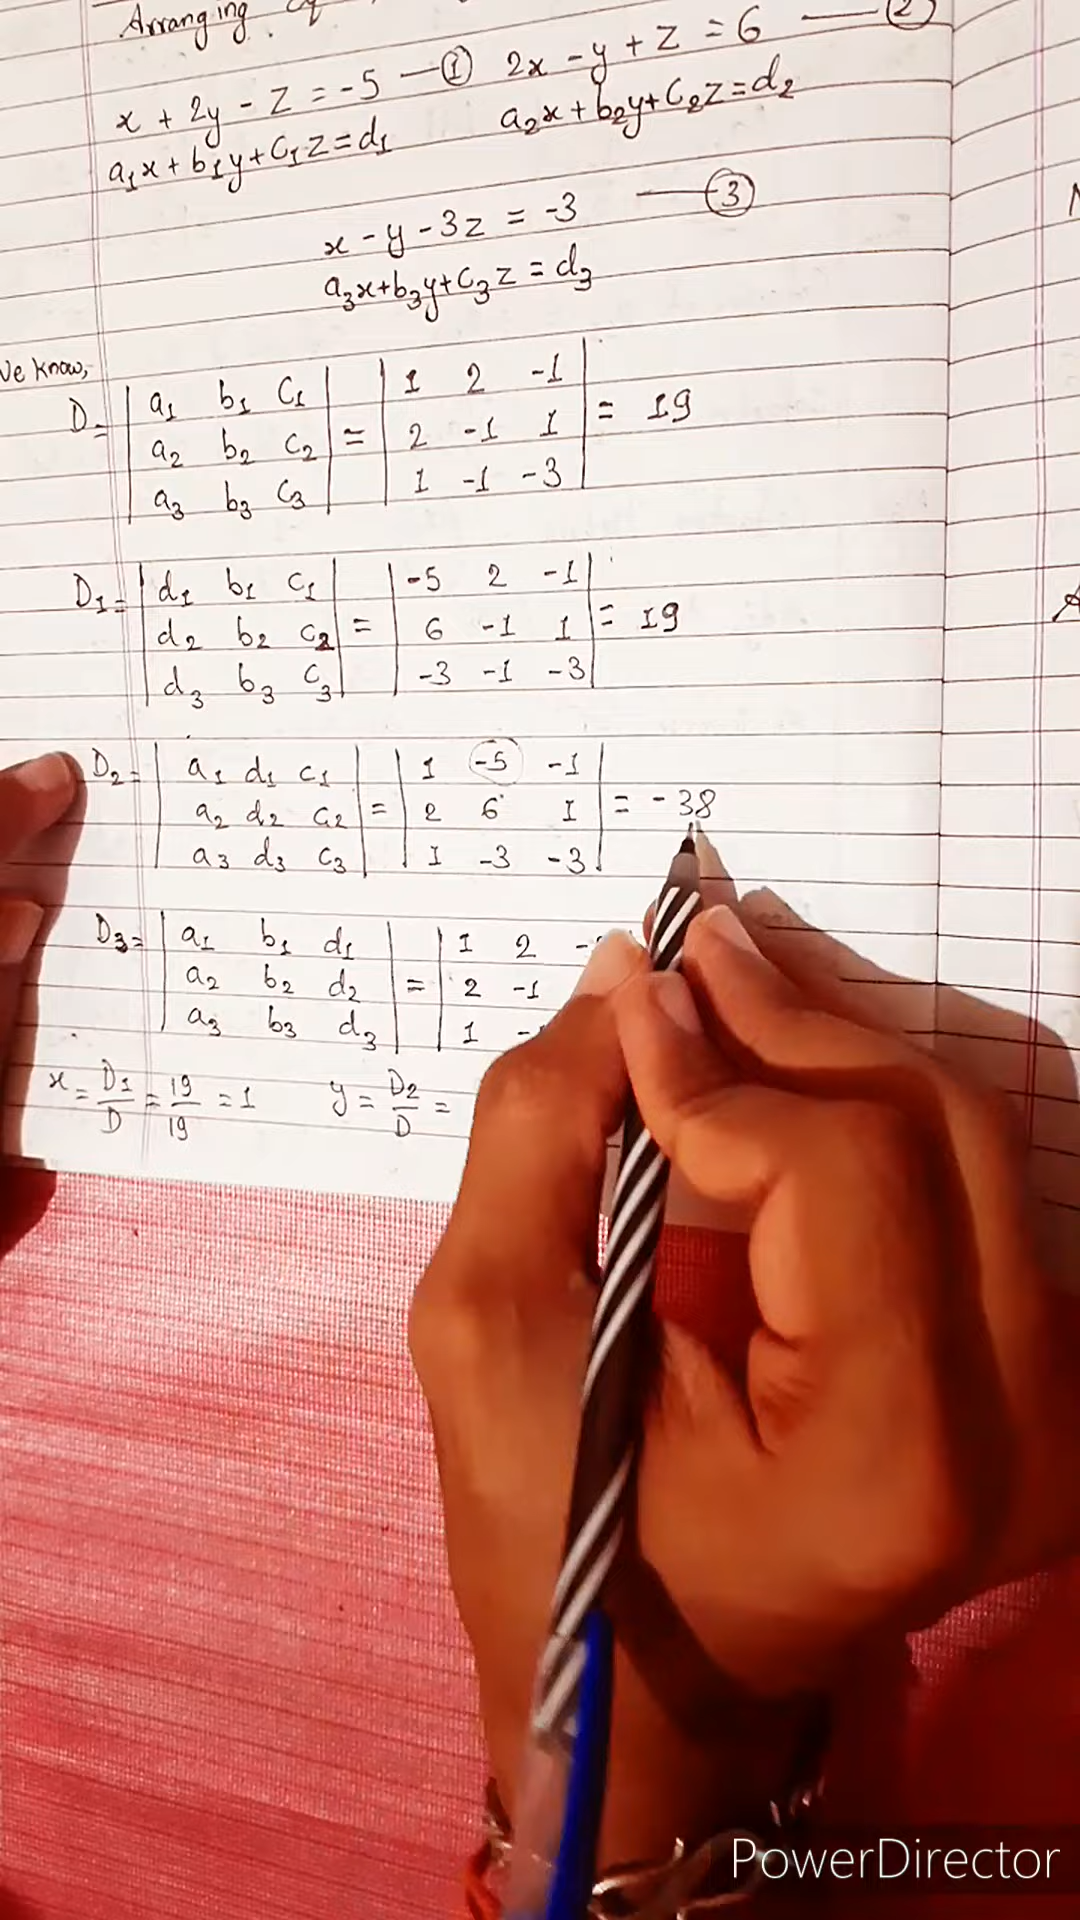 Arranging
x + 2y - z = -5 —① 2x - y + z = 6 —②
a₁x + b₁y + c₁z = d₁ a₂x + b₂y + c₂z = d₂
x - y - 3z = -3 —③
a₃x + b₃y + c₃z = d₃
We know,
D = | a₁ b₁ c₁ | = | 1 2 -1 | = 19
| a₂ b₂ c₂ | | 2 -1 1 |
| a₃ b₃ c₃ | | 1 -1 -3 |
D₁ = | d₁ b₁ c₁ | = | -5 2 -1 | = 19
| d₂ b₂ c₂ | | 6 -1 1 |
| d₃ b₃ c₃ | | -3 -1 -3 |
D₂ = | a₁ d₁ c₁ | = | 1 -5 -1 | = -38
| a₂ d₂ c₂ | | 2 6 1 |
| a₃ d₃ c₃ | | 1 -3 -3 |
D₃ = | a₁ b₁ d₁ | = | 1 2
| a₂ b₂ d₂ | | 2 -1
| a₃ b₃ d₃ | | 1
x = D₁/D = 19/19 = 1 y = D₂/D =
PowerDirector